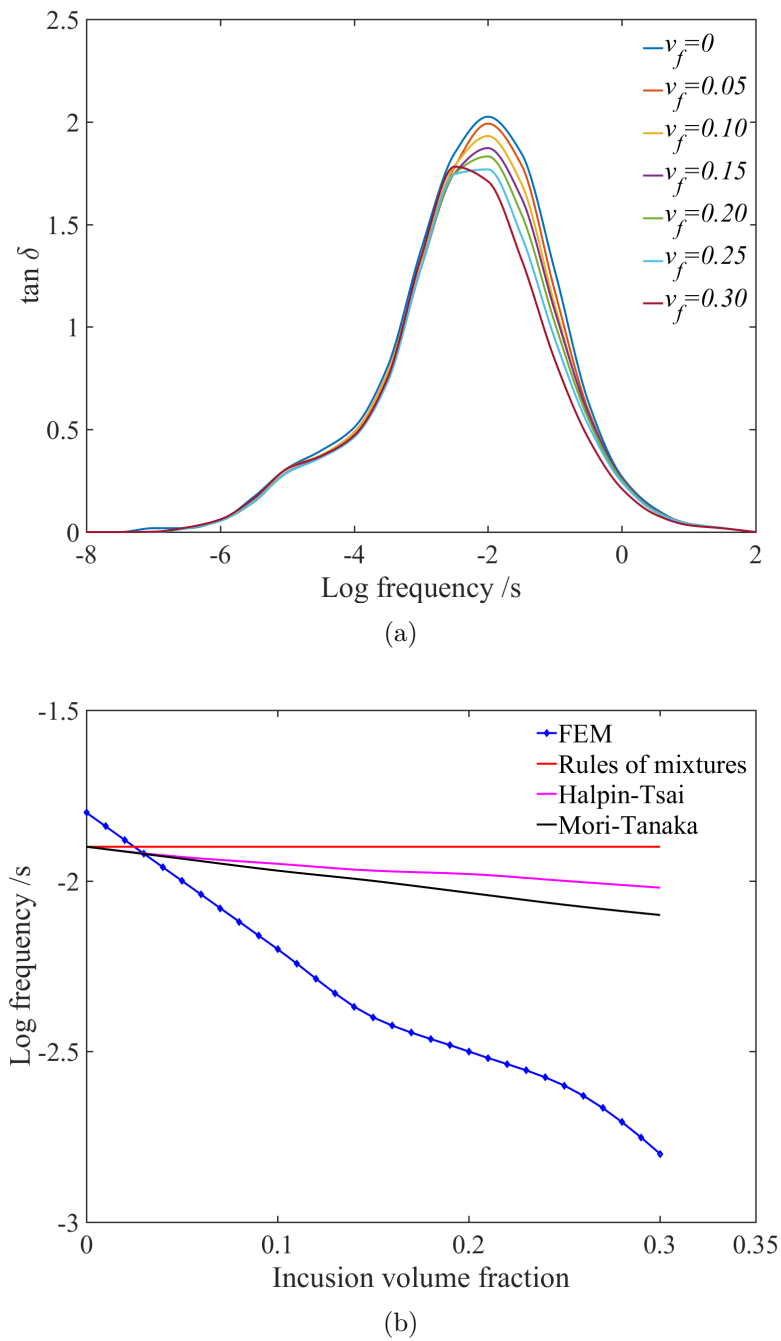 2.5
2
1.5
1
0.5
0
tan δ
v_f=0
v_f=0.05
v_f=0.10
v_f=0.15
v_f=0.20
v_f=0.25
v_f=0.30
-8 -6 -4 -2 0 2
Log frequency /s
(a)
-1.5
-2
-2.5
-3
Log frequency /s
FEM
Rules of mixtures
Halpin-Tsai
Mori-Tanaka
0 0.1 0.2 0.3 0.35
Incusion volume fraction
(b)